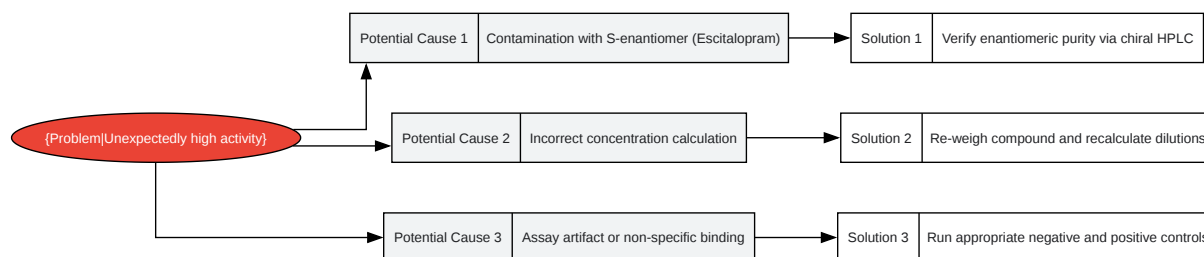 Potential Cause 1 Contamination with S-enantiomer (Escitalopram) Solution 1 Verify enantiomeric purity via chiral HPLC
{Problem|Unexpectedly high activity} Potential Cause 2 Incorrect concentration calculation Solution 2 Re-weigh compound and recalculate dilutions
Potential Cause 3 Assay artifact or non-specific binding Solution 3 Run appropriate negative and positive controls